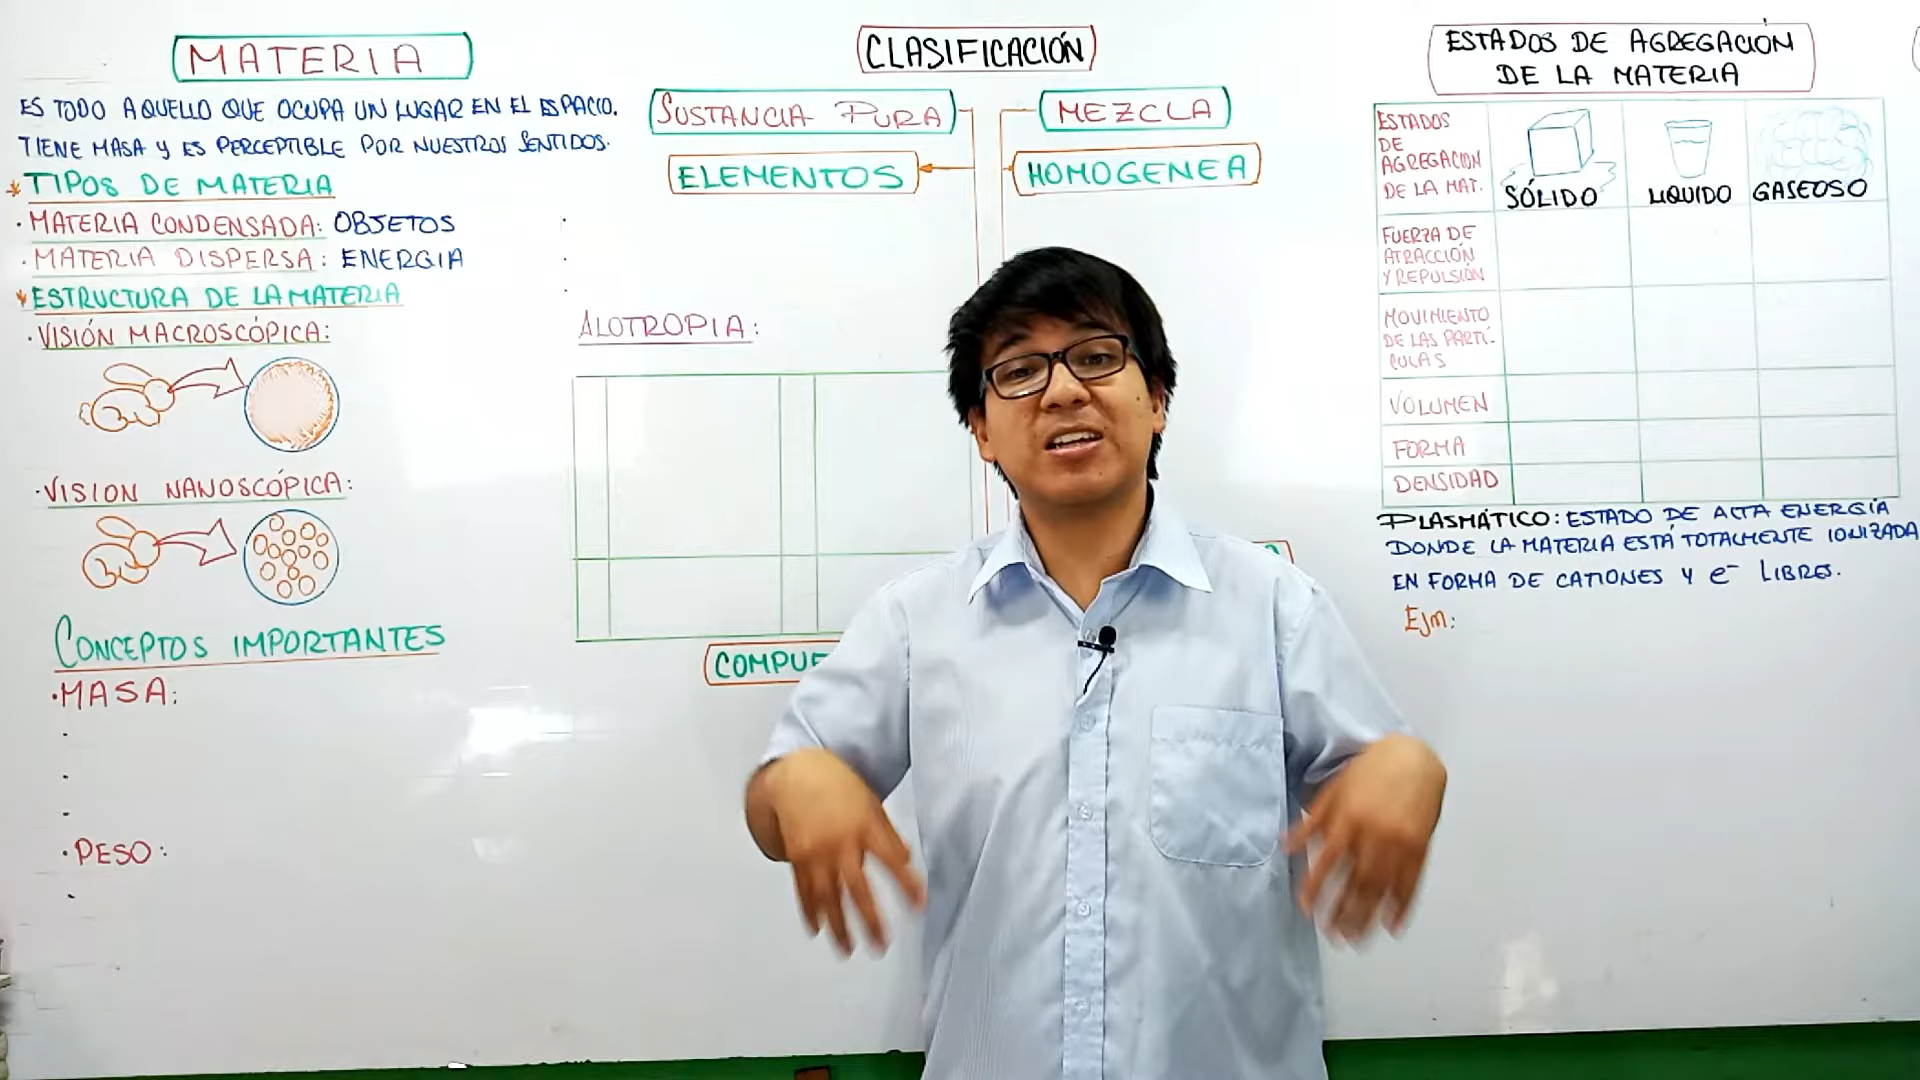 MATERIA
ES TODO AQUELLO QUE OCUPA UN LUGAR EN EL ESPACIO.
TIENE MASA Y ES PERCEPTIBLE POR NUESTROS SENTIDOS.
* TIPOS DE MATERIA
· MATERIA CONDENSADA: OBJETOS
· MATERIA DISPERSA: ENERGIA
* ESTRUCTURA DE LA MATERIA
· VISIÓN MACROSCÓPICA:
· VISION NANOSCÓPICA:
CONCEPTOS IMPORTANTES
· MASA:
· PESO:
CLASIFICACIÓN
SUSTANCIA PURA
MEZCLA
ELEMENTOS
HOMOGENEA
ALOTROPIA:
COMPUE
ESTADOS DE AGREGACIÓN
DE LA MATERIA
ESTADOS
DE
AGREGACION
DE LA MAT.
SÓLIDO
LIQUIDO
GASEOSO
FUERZA DE
ATRACCIÓN
Y REPULSIÓN
MOVIMIENTO
DE LAS PARTÍ-
CULAS
VOLUMEN
FORMA
DENSIDAD
PLASMÁTICO: ESTADO DE ALTA ENERGÍA
DONDE LA MATERIA ESTÁ TOTALMENTE IONIZADA
EN FORMA DE CATIONES Y e⁻ LIBRES.
EJM: